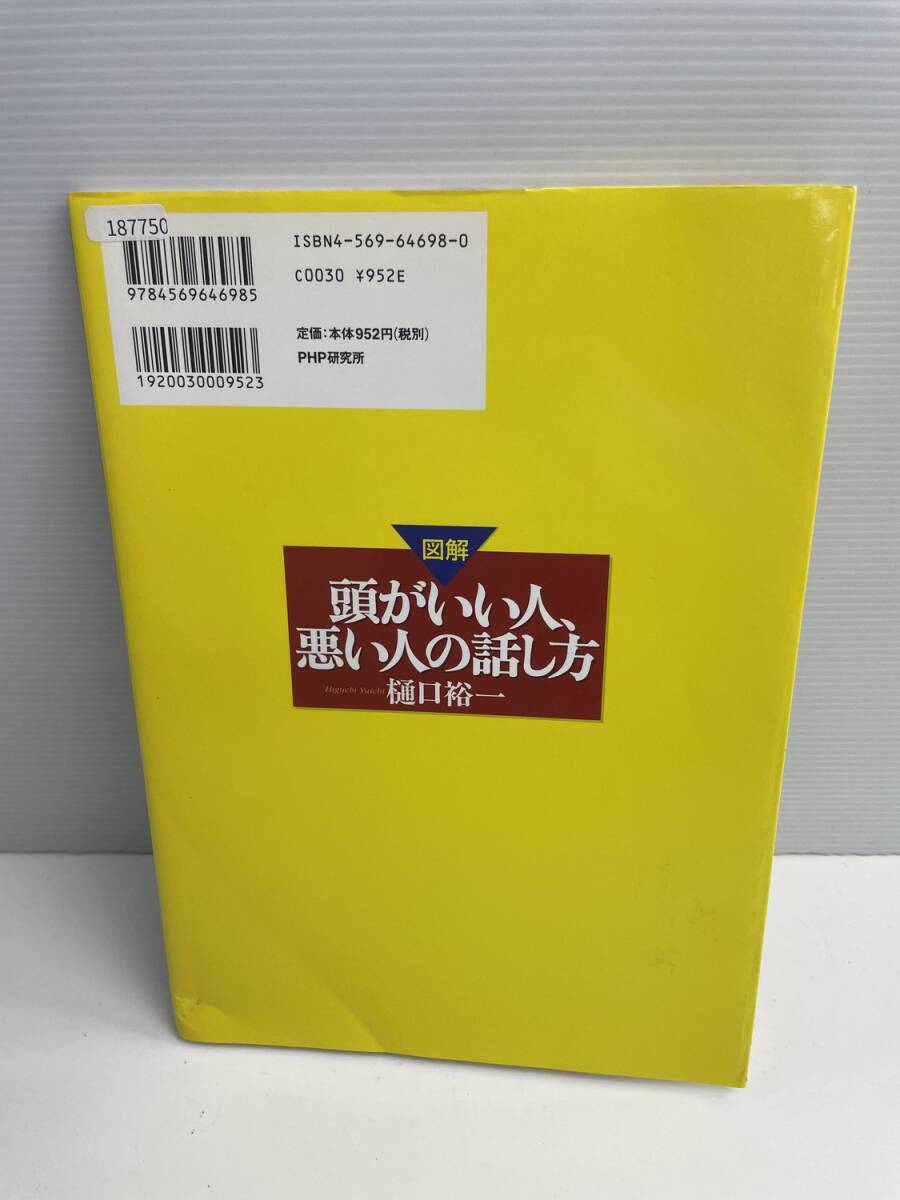 187750
ISBN4-569-64698-0
C0030 ¥952E
9784569646985
定価:本体952円(税別)
PHP研究所
1920030009523
図解
頭がいい人、
悪い人の話し方
Higuchi Yuichi 樋口裕一